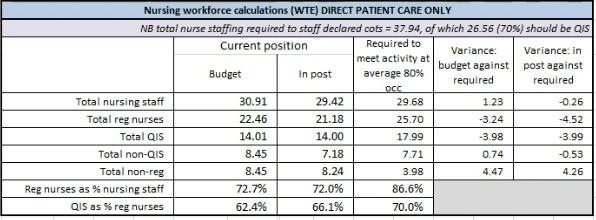 Nursing workforce calculations (WTE) DIRECT PATIENT CARE ONLY
NB total nurse staffing required to staff declared cots = 37.94, of which 26.56 (70%) should be QIS
Current position
Required to meet activity at average 80% occ
Variance: budget against required
Variance: in post against required
Budget In post
Total nursing staff 30.91 29.42 29.68 1.23 -0.26
Total reg nurses 22.46 21.18 25.70 -3.24 -4.52
Total QIS 14.01 14.00 17.99 -3.98 -3.99
Total non-QIS 8.45 7.18 7.71 0.74 -0.53
Total non-reg 8.45 8.24 3.98 4.47 4.26
Reg nurses as % nursing staff 72.7% 72.0% 86.6%
QIS as % reg nurses 62.4% 66.1% 70.0%